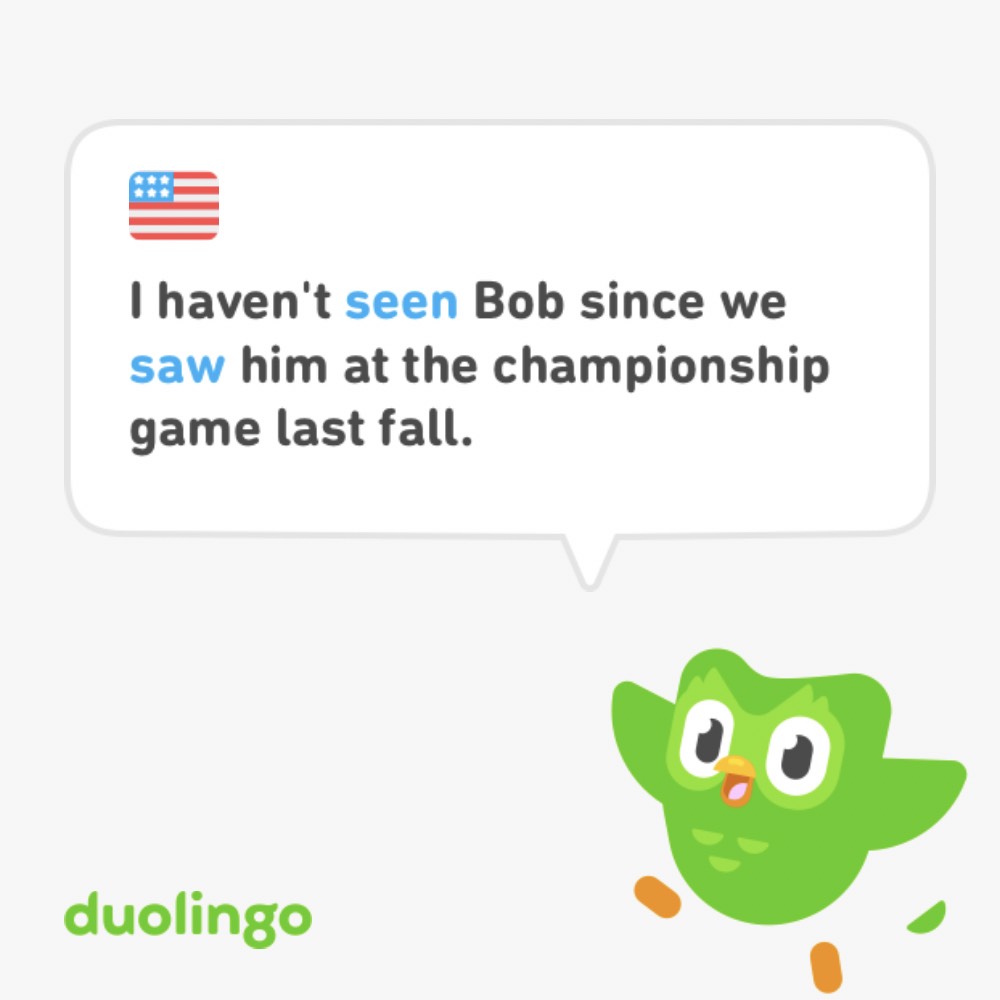 I haven't seen Bob since we
saw him at the championship
game last fall.
duolingo